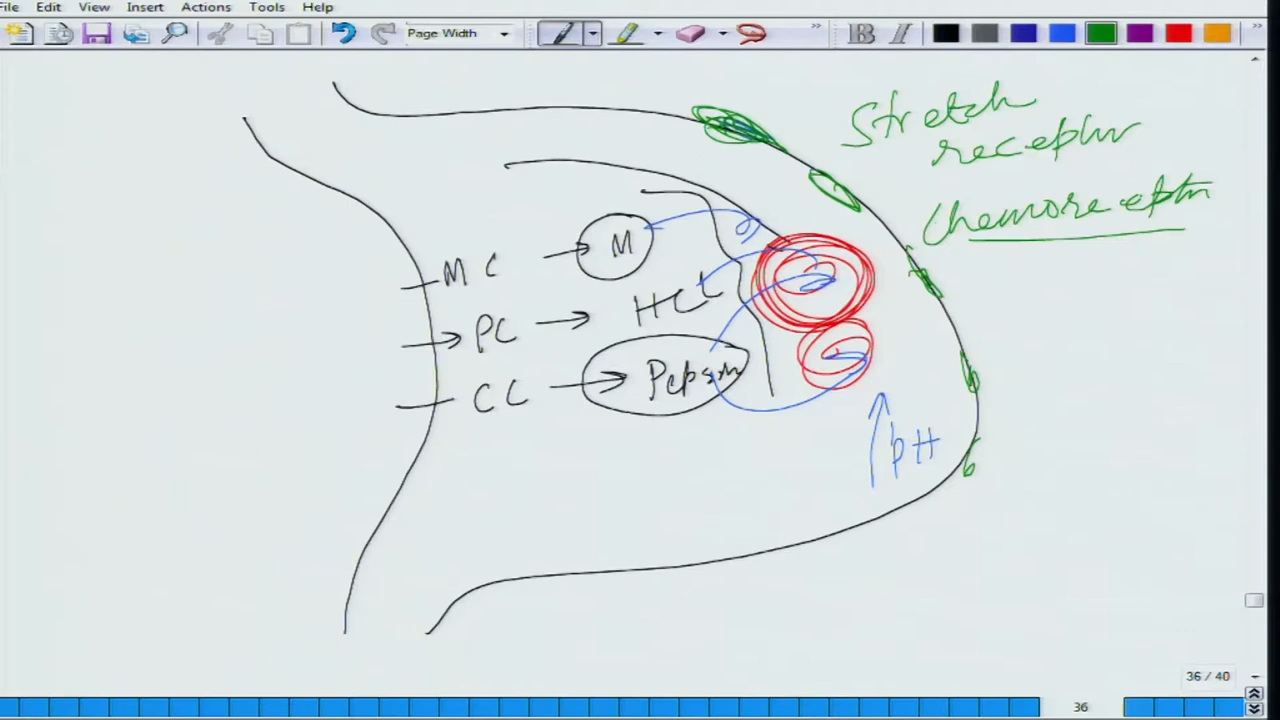 File Edit View Insert Actions Tools Help
Page Width
B I
Stretch
receptor
Chemoreceptor
MC → M
PC → HCl
CC → Pepsin
↑ pH
36 / 40
36